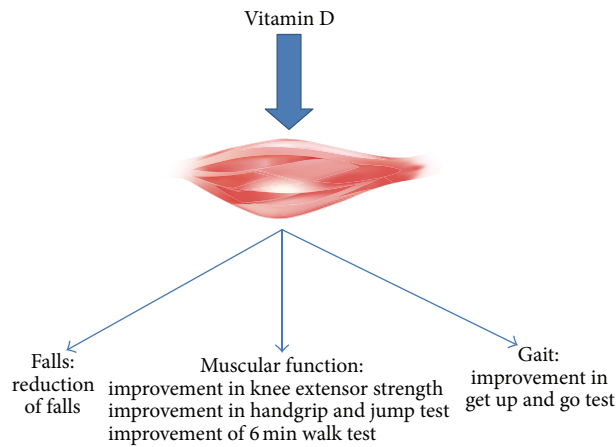 Vitamin D
Falls:
reduction
of falls
Muscular function:
improvement in knee extensor strength
improvement in handgrip and jump test
improvement of 6 min walk test
Gait:
improvement in
get up and go test